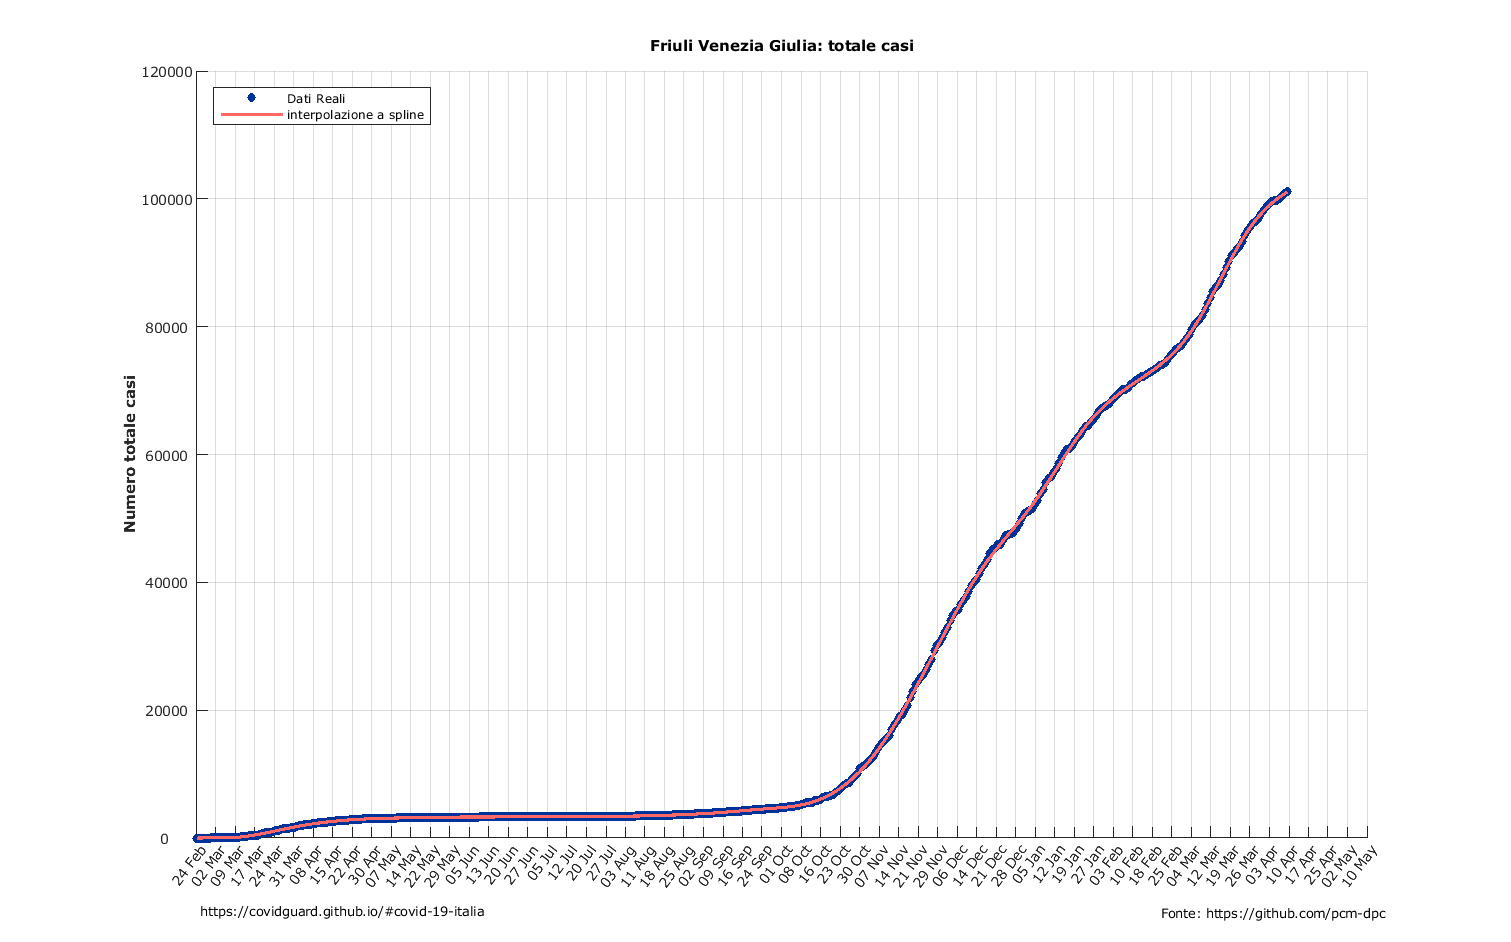 Friuli Venezia Giulia: totale casi
Dati Reali
interpolazione a spline
Numero totale casi
120000
100000
80000
60000
40000
20000
0
24 Feb
02 Mar
09 Mar
17 Mar
24 Mar
31 Mar
08 Apr
15 Apr
22 Apr
30 Apr
07 May
14 May
22 May
29 May
05 Jun
13 Jun
20 Jun
27 Jun
05 Jul
12 Jul
20 Jul
27 Jul
03 Aug
11 Aug
18 Aug
25 Aug
02 Sep
09 Sep
16 Sep
24 Sep
01 Oct
08 Oct
16 Oct
23 Oct
30 Oct
07 Nov
14 Nov
21 Nov
29 Nov
06 Dec
14 Dec
21 Dec
28 Dec
05 Jan
12 Jan
19 Jan
27 Jan
03 Feb
10 Feb
18 Feb
25 Feb
04 Mar
12 Mar
19 Mar
26 Mar
03 Apr
10 Apr
17 Apr
25 Apr
02 May
10 May
https://covidguard.github.io/#covid-19-italia
Fonte: https://github.com/pcm-dpc